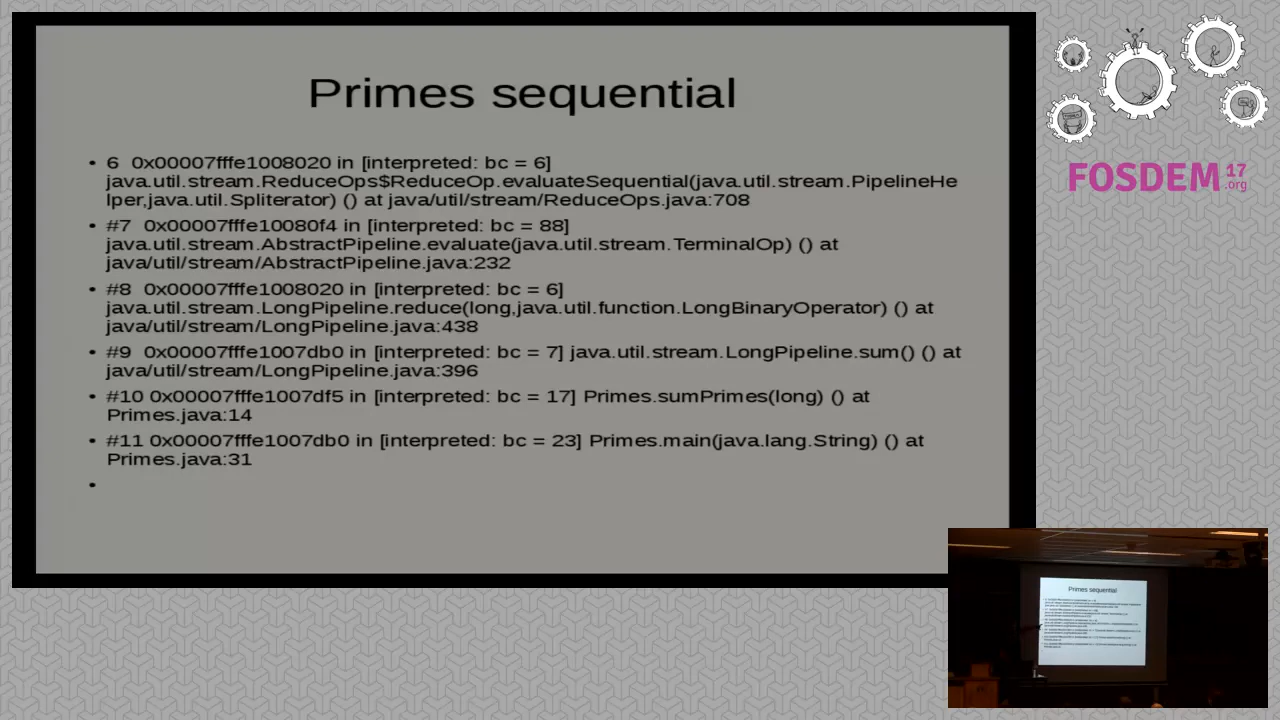 Primes sequential
• 6 0x00007fffe1008020 in [interpreted: bc = 6]
java.util.stream.ReduceOps$ReduceOp.evaluateSequential(java.util.stream.PipelineHe
lper,java.util.Spliterator) () at java/util/stream/ReduceOps.java:708
• #7 0x00007fffe10080f4 in [interpreted: bc = 88]
java.util.stream.AbstractPipeline.evaluate(java.util.stream.TerminalOp) () at
java/util/stream/AbstractPipeline.java:232
• #8 0x00007fffe1008020 in [interpreted: bc = 6]
java.util.stream.LongPipeline.reduce(long,java.util.function.LongBinaryOperator) () at
java/util/stream/LongPipeline.java:438
• #9 0x00007fffe1007db0 in [interpreted: bc = 7] java.util.stream.LongPipeline.sum() () at
java/util/stream/LongPipeline.java:396
• #10 0x00007fffe1007df5 in [interpreted: bc = 17] Primes.sumPrimes(long) () at
Primes.java:14
• #11 0x00007fffe1007db0 in [interpreted: bc = 23] Primes.main(java.lang.String) () at
Primes.java:31
•
FOSDEM 17
.org
Primes sequential